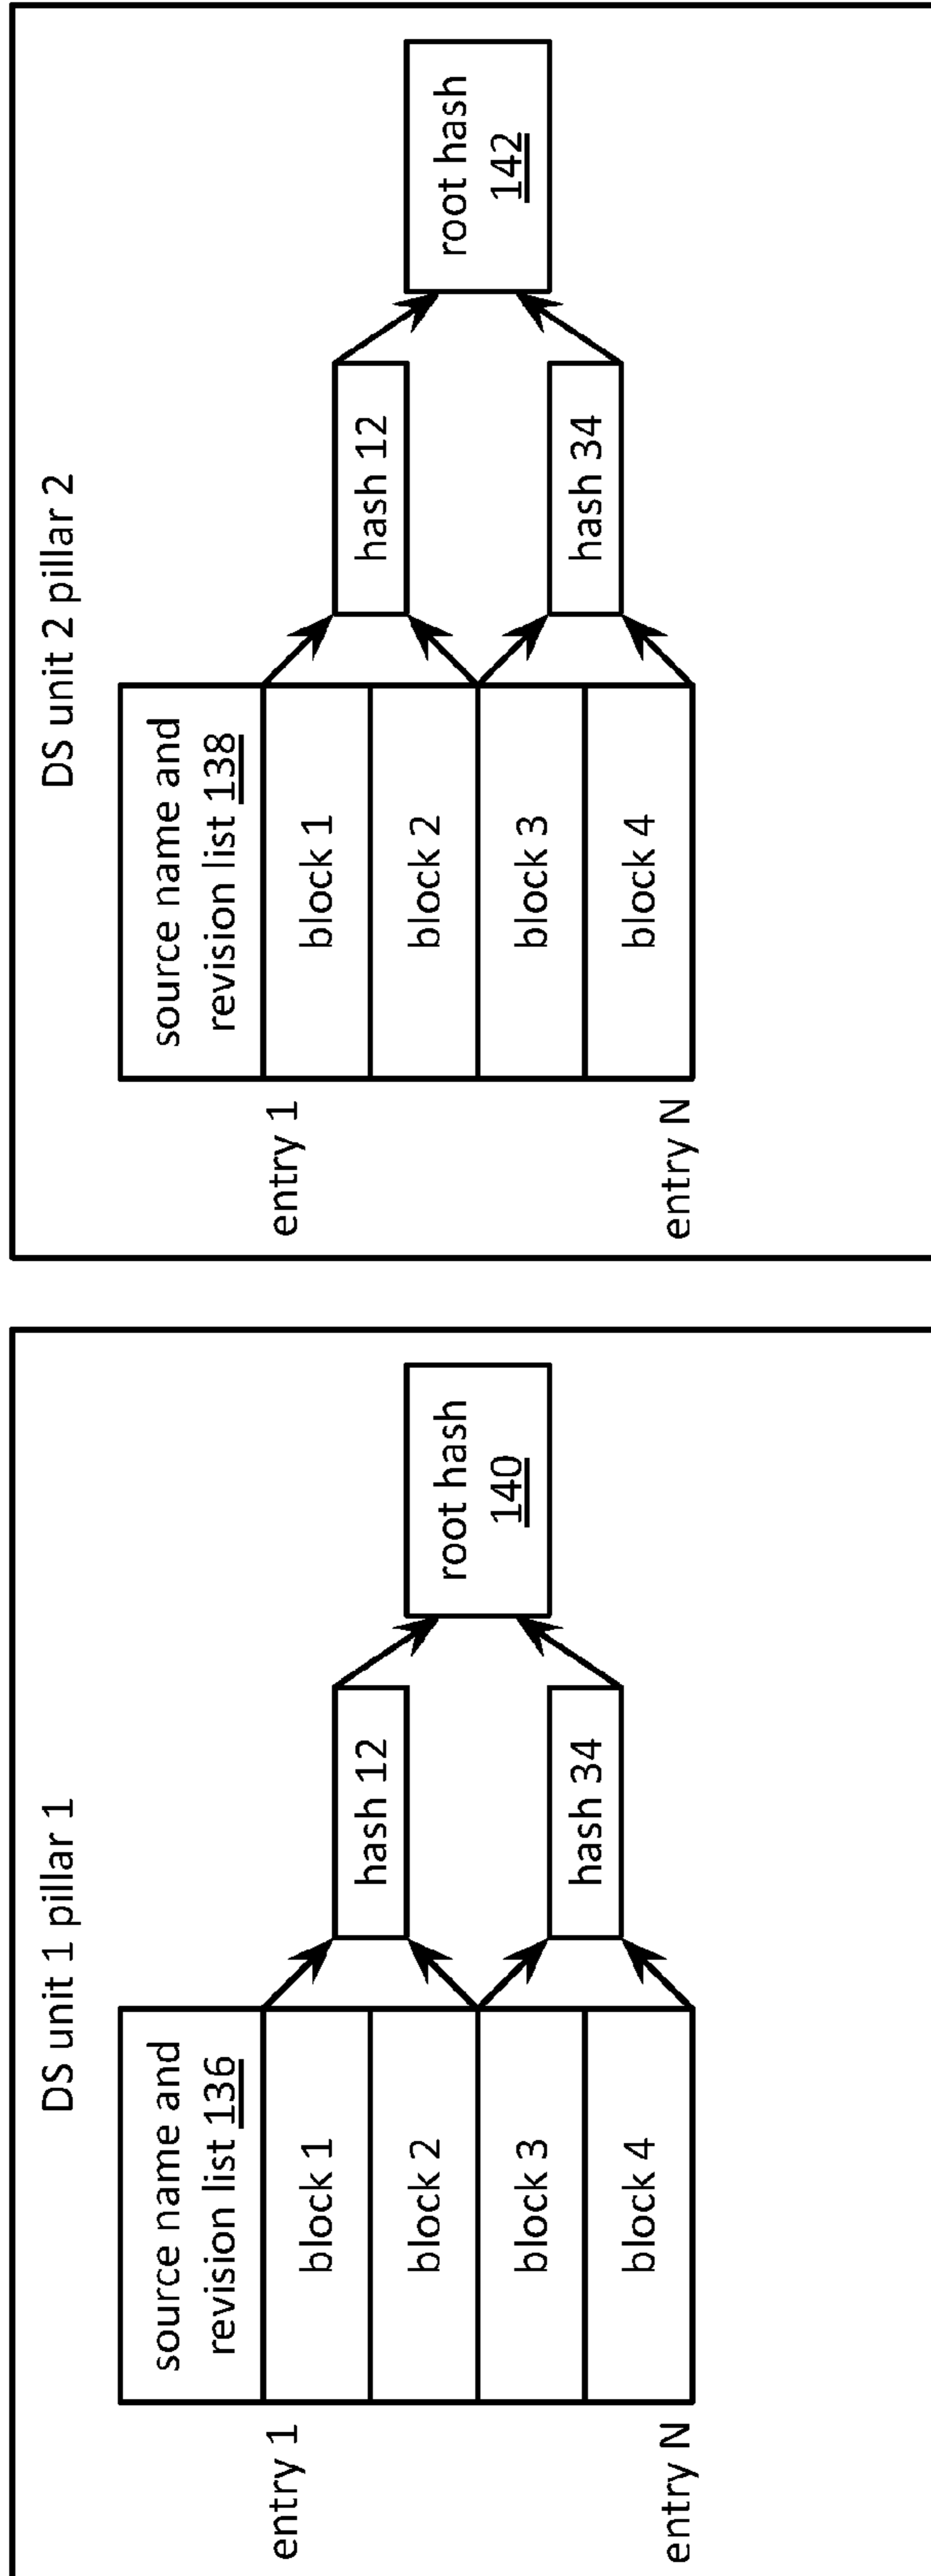 DS unit 1 pillar 1
source name and
revision list 136
entry 1
block 1
block 2
block 3
entry N
block 4
hash 12
hash 34
root hash
140
DS unit 2 pillar 2
source name and
revision list 138
entry 1
block 1
block 2
block 3
entry N
block 4
hash 12
hash 34
root hash
142